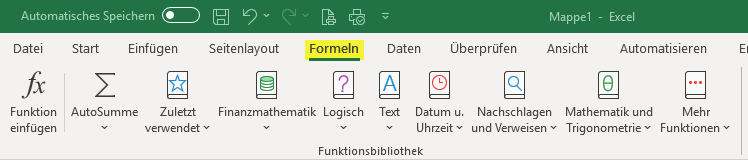 Automatisches Speichern
Mappe1 - Excel
Datei Start Einfügen Seitenlayout Formeln Daten Überprüfen Ansicht Automatisieren
fx Σ ? A θ
Funktion einfügen
AutoSumme
Zuletzt verwendet
Finanzmathematik
Logisch
Text
Datum u. Uhrzeit
Nachschlagen und Verweisen
Mathematik und Trigonometrie
Mehr Funktionen
Funktionsbibliothek